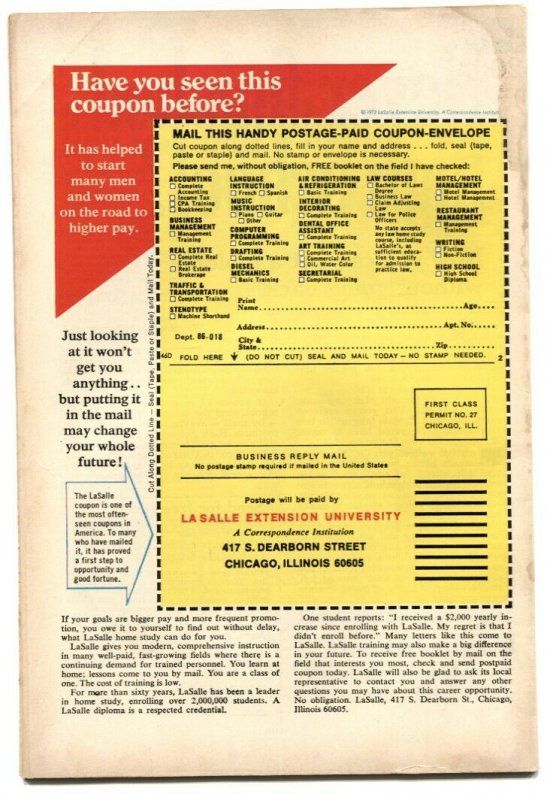 Have you seen this
coupon before?
© 1972 LaSalle Extension University, A Correspondence Institution
It has helped
to start
many men
and women
on the road to
higher pay.
MAIL THIS HANDY POSTAGE-PAID COUPON-ENVELOPE
Cut coupon along dotted lines, fill in your name and address . . . fold, seal (tape,
paste or staple) and mail. No stamp or envelope is necessary.
Please send me, without obligation, FREE booklet on the field I have checked:
ACCOUNTING
Complete
Accounting
Income Tax
CPA Training
Bookkeeping
BUSINESS
MANAGEMENT
Management
Training
REAL ESTATE
Complete Real
Estate
Real Estate
Brokerage
TRAFFIC &
TRANSPORTATION
Complete Training
STENOTYPE
Machine Shorthand
LANGUAGE
INSTRUCTION
French Spanish
MUSIC
INSTRUCTION
Piano Guitar
Other
COMPUTER
PROGRAMMING
Complete Training
DRAFTING
Complete Training
DIESEL
MECHANICS
Basic Training
AIR CONDITIONING
& REFRIGERATION
Basic Training
INTERIOR
DECORATING
Complete Training
DENTAL OFFICE
ASSISTANT
Complete Training
ART TRAINING
Complete Training
Commercial Art
Oil, Water Color
SECRETARIAL
Complete Training
LAW COURSES
Bachelor of Laws
Degree
Business Law
Claim Adjusting
Law
Law for Police
Officers
No state accepts
any law home study
course, including
LaSalle's, as
sufficient educa-
tion to qualify
for admission to
practice law.
MOTEL/HOTEL
MANAGEMENT
Motel Management
Hotel Management
RESTAURANT
MANAGEMENT
Management
Training
WRITING
Fiction
Non-Fiction
HIGH SCHOOL
High School
Diploma
Print
Name Age
Address Apt. No.
Dept. 86-018
City &
State Zip
46D FOLD HERE (DO NOT CUT) SEAL AND MAIL TODAY — NO STAMP NEEDED. 2
Cut Along Dotted Line — Seal (Tape, Paste or Staple) and Mail Today.
Just looking
at it won't
get you
anything . .
but putting it
in the mail
may change
your whole
future!
The LaSalle
coupon is one of
the most often-
seen coupons in
America. To many
who have mailed
it, it has proved
a first step to
opportunity and
good fortune.
FIRST CLASS
PERMIT NO. 27
CHICAGO, ILL.
BUSINESS REPLY MAIL
No postage stamp required if mailed in the United States
Postage will be paid by
LA SALLE EXTENSION UNIVERSITY
A Correspondence Institution
417 S. DEARBORN STREET
CHICAGO, ILLINOIS 60605
If your goals are bigger pay and more frequent promo-
tion, you owe it to yourself to find out without delay,
what LaSalle home study can do for you.
LaSalle gives you modern, comprehensive instruction
in many well-paid, fast-growing fields where there is a
continuing demand for trained personnel. You learn at
home; lessons come to you by mail. You are a class of
one. The cost of training is low.
For more than sixty years, LaSalle has been a leader
in home study, enrolling over 2,000,000 students. A
LaSalle diploma is a respected credential.
One student reports: "I received a $2,000 yearly in-
crease since enrolling with LaSalle. My regret is that I
didn't enroll before." Many letters like this come to
LaSalle. LaSalle training may also make a big difference
in your future. To receive free booklet by mail on the
field that interests you most, check and send postpaid
coupon today. LaSalle will also be glad to ask its local
representative to contact you and answer any other
questions you may have about this career opportunity.
No obligation. LaSalle, 417 S. Dearborn St., Chicago,
Illinois 60605.